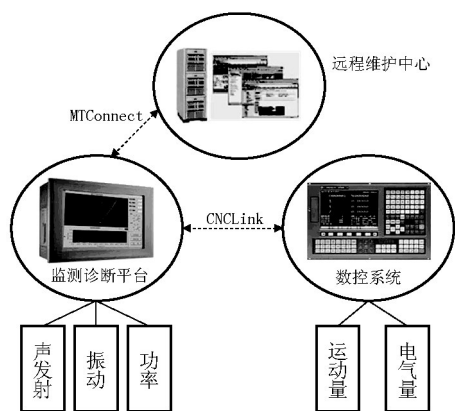 远程维护中心
MTConnect
CNCLink
监测诊断平台
数控系统
声发射
振动
功率
运动量
电气量